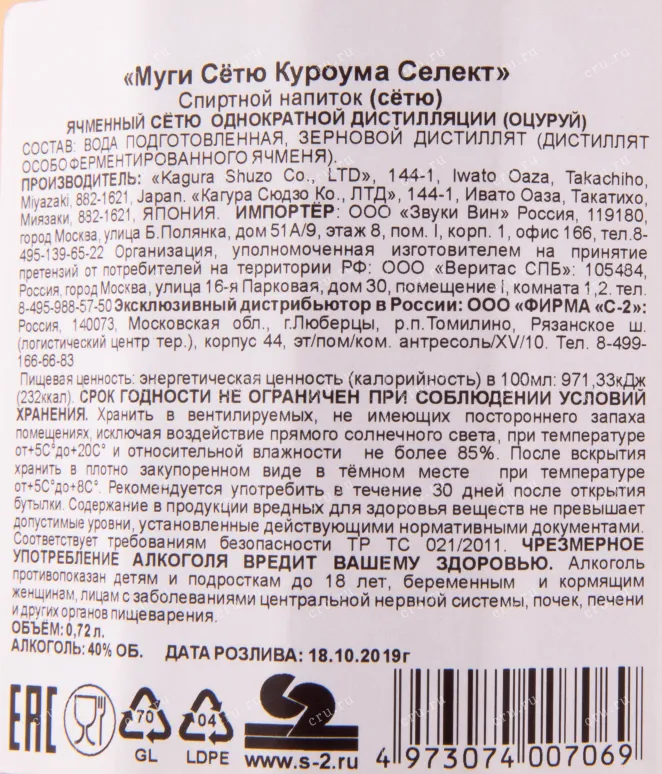 «Муги Сётю Куроума Селект»
Спиртной напиток (сётю)
ЯЧМЕННЫЙ СЁТЮ ОДНОКРАТНОЙ ДИСТИЛЛЯЦИИ (ОЦУРУЙ)
СОСТАВ: ВОДА ПОДГОТОВЛЕННАЯ, ЗЕРНОВОЙ ДИСТИЛЛЯТ (ДИСТИЛЛЯТ
ОСОБО ФЕРМЕНТИРОВАННОГО ЯЧМЕНЯ).
ПРОИЗВОДИТЕЛЬ: «Kagura Shuzo Co., LTD», 144-1, Iwato Oaza, Takachiho,
Miyazaki, 882-1621, Japan. «Кагура Сюдзо Ко., ЛТД», 144-1, Ивато Оаза, Такатихо,
Миязаки, 882-1621, ЯПОНИЯ. ИМПОРТЁР: ООО «Звуки Вин» Россия, 119180,
город Москва, улица Б.Полянка, дом 51А/9, этаж 8, пом. I, корп. 1, офис 166, тел.8-
495-139-65-22 Организация, уполномоченная изготовителем на принятие
претензий от потребителей на территории РФ: ООО «Веритас СПБ»: 105484,
Россия, город Москва, улица 16-я Парковая, дом 30, помещение I, комната 1,2. тел.
8-495-988-57-50 Эксклюзивный дистрибьютор в России: ООО «ФИРМА «С-2»:
Россия, 140073, Московская обл., г.Люберцы, р.п.Томилино, Рязанское ш.
(логистический центр тер.), корпус 44, эт/пом/ком. антресоль/XV/10. Тел. 8-499-
166-66-83
Пищевая ценность: энергетическая ценность (калорийность) в 100мл: 971,33кДж
(232ккал). СРОК ГОДНОСТИ НЕ ОГРАНИЧЕН ПРИ СОБЛЮДЕНИИ УСЛОВИЙ
ХРАНЕНИЯ. Хранить в вентилируемых, не имеющих постороннего запаха
помещениях, исключая воздействие прямого солнечного света, при температуре
от+5С°до+20С° и относительной влажности не более 85%. После вскрытия
хранить в плотно закупоренном виде в тёмном месте при температуре
от+5С°до+8С°. Рекомендуется употребить в течение 30 дней после открытия
бутылки. Содержание в продукции вредных для здоровья веществ не превышает
допустимые уровни, установленные действующими нормативными документами.
Соответствует требованиям безопасности ТР ТС 021/2011. ЧРЕЗМЕРНОЕ
УПОТРЕБЛЕНИЕ АЛКОГОЛЯ ВРЕДИТ ВАШЕМУ ЗДОРОВЬЮ. Алкоголь
противопоказан детям и подросткам до 18 лет, беременным и кормящим
женщинам, лицам с заболеваниями центральной нервной системы, почек, печени
и других органов пищеварения.
ОБЪЁМ: 0,72 л.
АЛКОГОЛЬ: 40% ОБ. ДАТА РОЗЛИВА: 18.10.2019г
EAC
70
GL
04
LDPE
www.s-2.ru
4 973074 007069
cru.ru